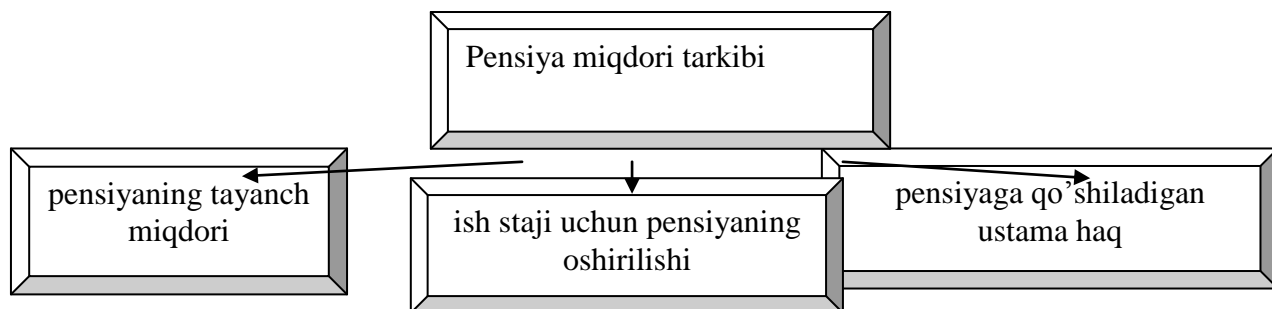 Pensiya miqdori tarkibi
pensiyaning tayanch
miqdori
ish staji uchun pensiyaning
oshirilishi
pensiyaga qo’shiladigan
ustama haq